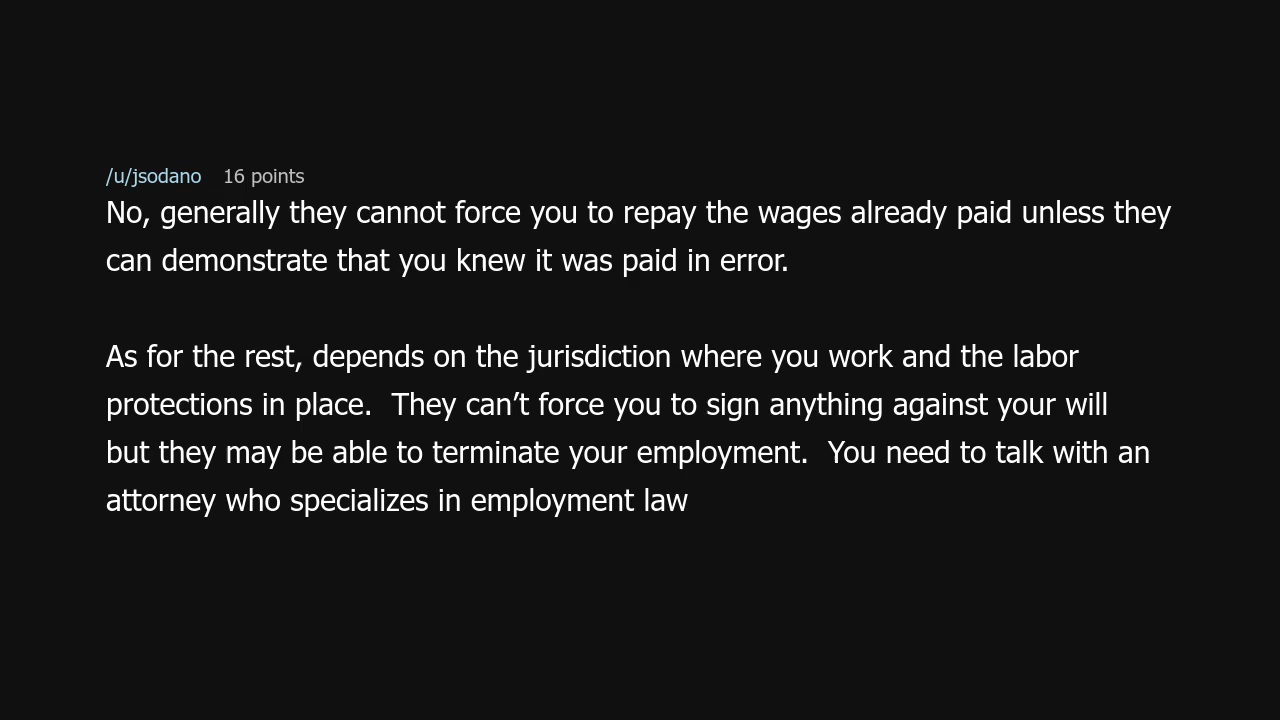 /u/jsodano 16 points
No, generally they cannot force you to repay the wages already paid unless they
can demonstrate that you knew it was paid in error.
As for the rest, depends on the jurisdiction where you work and the labor
protections in place.  They can’t force you to sign anything against your will
but they may be able to terminate your employment.  You need to talk with an
attorney who specializes in employment law